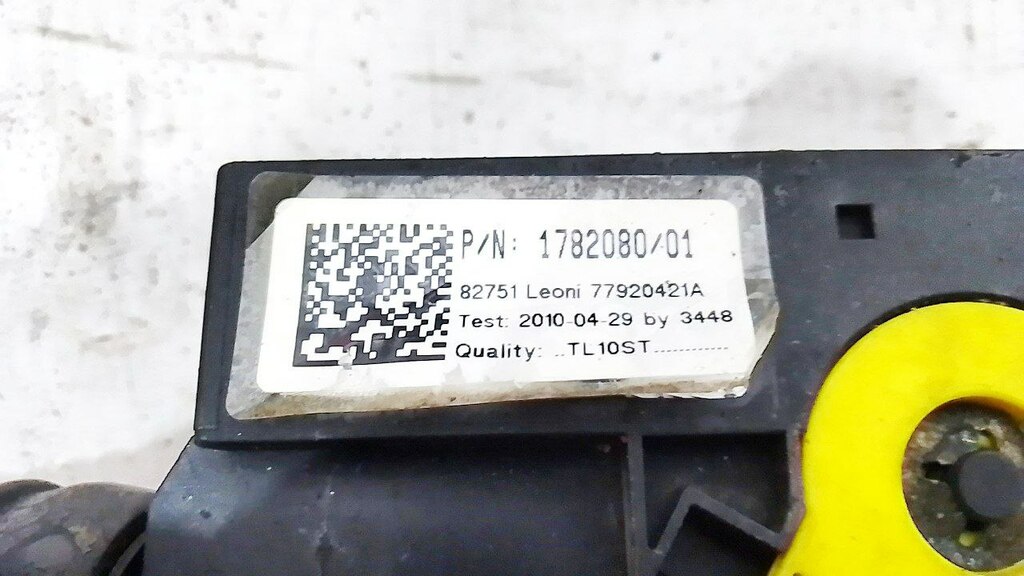 P/N: 1782080/01
82751 Leoni 77920421A
Test: 2010-04-29 by 3448
Quality: ..TL10ST............